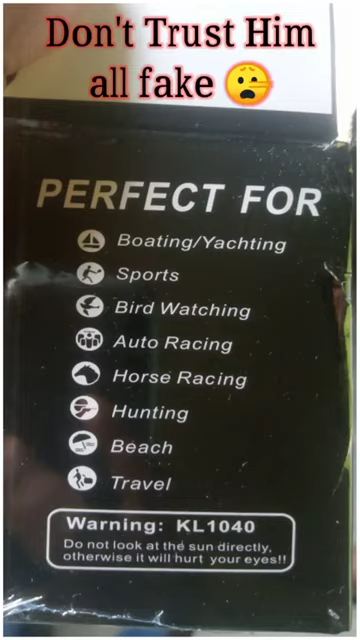 Don't Trust Him
all fake 🤥
PERFECT FOR
Boating/Yachting
Sports
Bird Watching
Auto Racing
Horse Racing
Hunting
Beach
Travel
Warning: KL1040
Do not look at the sun directly,
otherwise it will hurt your eyes!!